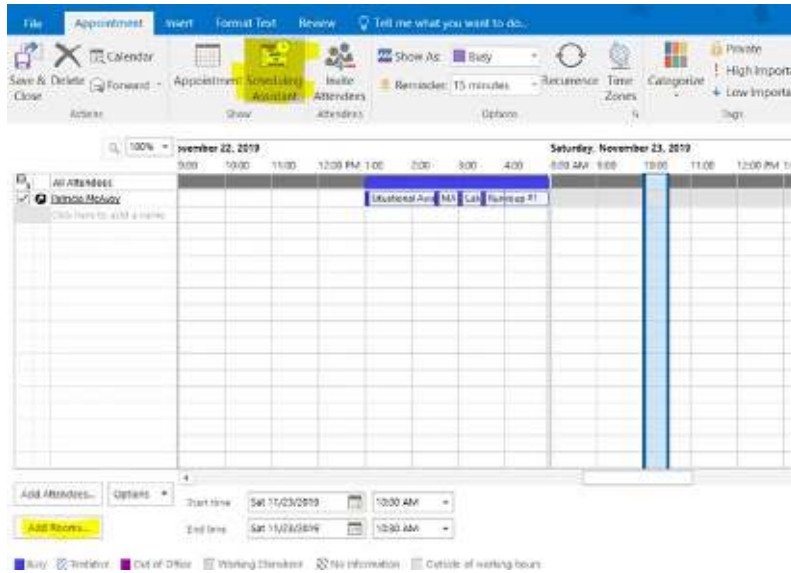 File Appointment Insert Format Text Review Tell me what you want to do...
Save & Close
Delete
Calendar
Forward
Appointment
Scheduling Assistant
Invite Attendees
Show As: Busy
Reminder: 15 minutes
Recurrence
Time Zones
Categorize
Private
High Importa
Low Importa
Actions Show Attendees Options Tags
100%
ovember 22, 2019 Saturday, November 23, 2019
9:00 10:00 11:00 12:00 PM 1:00 2:00 3:00 4:00 8:00 AM 9:00 10:00 11:00 12:00 PM
All Attendees
Patricia McAvoy
Click here to add a name
Add Attendees... Options
Start time Sat 11/23/2019 10:00 AM
Add Rooms...
End time Sat 11/23/2019 10:30 AM
Busy Tentative Out of Office Working Elsewhere No Information Outside of working hours